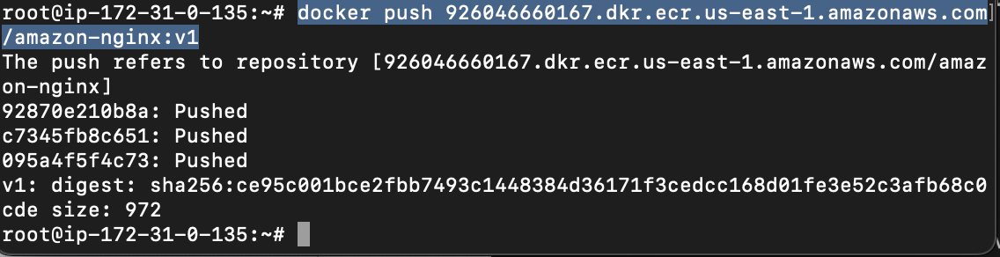 root@ip-172-31-0-135:~# docker push 926046660167.dkr.ecr.us-east-1.amazonaws.com]
/amazon-nginx:v1
The push refers to repository [926046660167.dkr.ecr.us-east-1.amazonaws.com/amaz
on-nginx]
92870e210b8a: Pushed
c7345fb8c651: Pushed
095a4f5f4c73: Pushed
v1: digest: sha256:ce95c001bce2fbb7493c1448384d36171f3cedcc168d01fe3e52c3afb68c0
cde size: 972
root@ip-172-31-0-135:~#